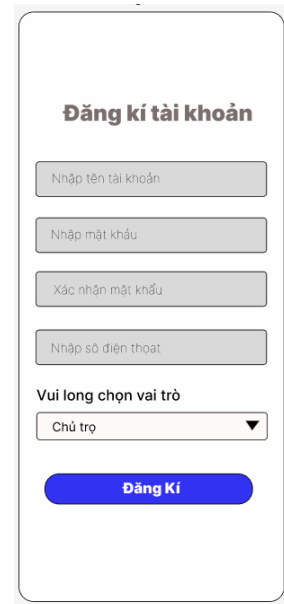 Đăng kí tài khoản
Nhập tên tài khoản
Nhập mật khẩu
Xác nhận mật khẩu
Nhập số điện thoat
Vui long chọn vai trò
Chủ trọ
Đăng Kí